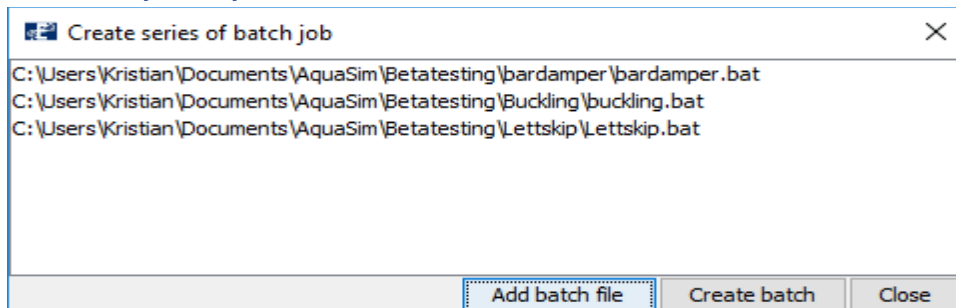 Create series of batch job
C:\Users\Kristian\Documents\AquaSim\Betatesting\bardamper\bardamper.bat
C:\Users\Kristian\Documents\AquaSim\Betatesting\Buckling\buckling.bat
C:\Users\Kristian\Documents\AquaSim\Betatesting\Lettskip\Lettskip.bat
Add batch file Create batch Close